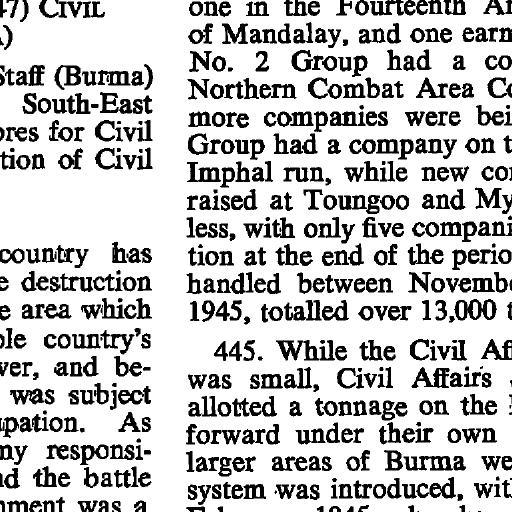 47) CIVIL
A)
Staff (Burma)
South-East
ores for Civil
tion of Civil
country has
e destruction
e area which
ole country's
ver, and be-
was subject
upation. As
ny responsi-
nd the battle
nment was a
one in the Fourteenth Ar
of Mandalay, and one earn
No. 2 Group had a co
Northern Combat Area Co
more companies were bei
Group had a company on t
Imphal run, while new con
raised at Toungoo and My
less, with only five compani
tion at the end of the perio
handled between Novembe
1945, totalled over 13,000 t
445. While the Civil Aff
was small, Civil Affairs
allotted a tonnage on the
forward under their own
larger areas of Burma we
system was introduced, wit